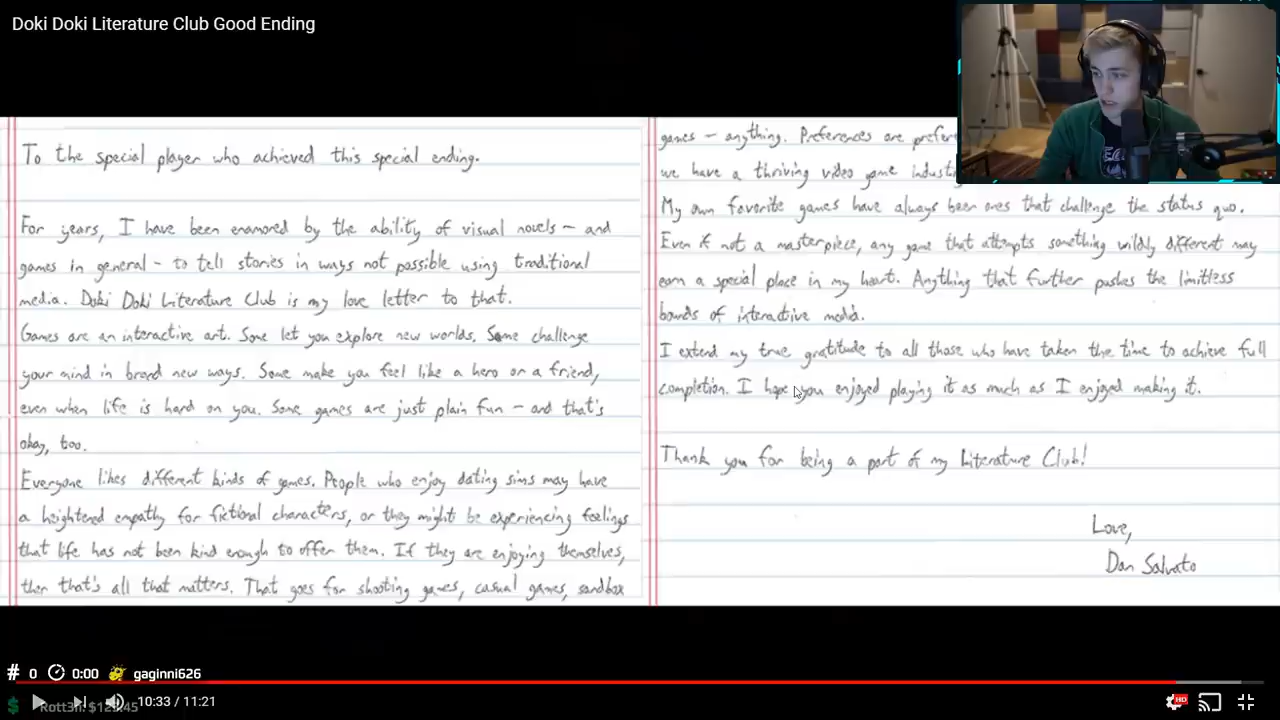 Doki Doki Literature Club Good Ending
To the special player who achieved this special ending.
For years, I have been enamored by the ability of visual novels - and
games in general - to tell stories in ways not possible using traditional
media. Doki Doki Literature Club is my love letter to that.
Games are an interactive art. Some let you explore new worlds. Some challenge
your mind in brand new ways. Some make you feel like a hero or a friend,
even when life is hard on you. Some games are just plain fun - and that's
okay, too.
Everyone likes different kinds of games. People who enjoy dating sims may have
a heightened empathy for fictional characters, or they might be experiencing feelings
that life has not been kind enough to offer them. If they are enjoying themselves,
then that's all that matters. That goes for shooting games, casual games, sandbox
games - anything. Preferences are
we have a thriving video game
My own favorite games have always been ones that challenge the status quo.
Even if not a masterpiece, any game that attempts something wildly different may
earn a special place in my heart. Anything that further pushes the limitless
bounds of interactive media.
I extend my true gratitude to all those who have taken the time to achieve full
completion. I hope you enjoyed playing it as much as I enjoyed making it.
Thank you for being a part of my Literature Club!
Love,
Dan Salvato
# 0 0:00 gaginni626
10:33 / 11:21
HD